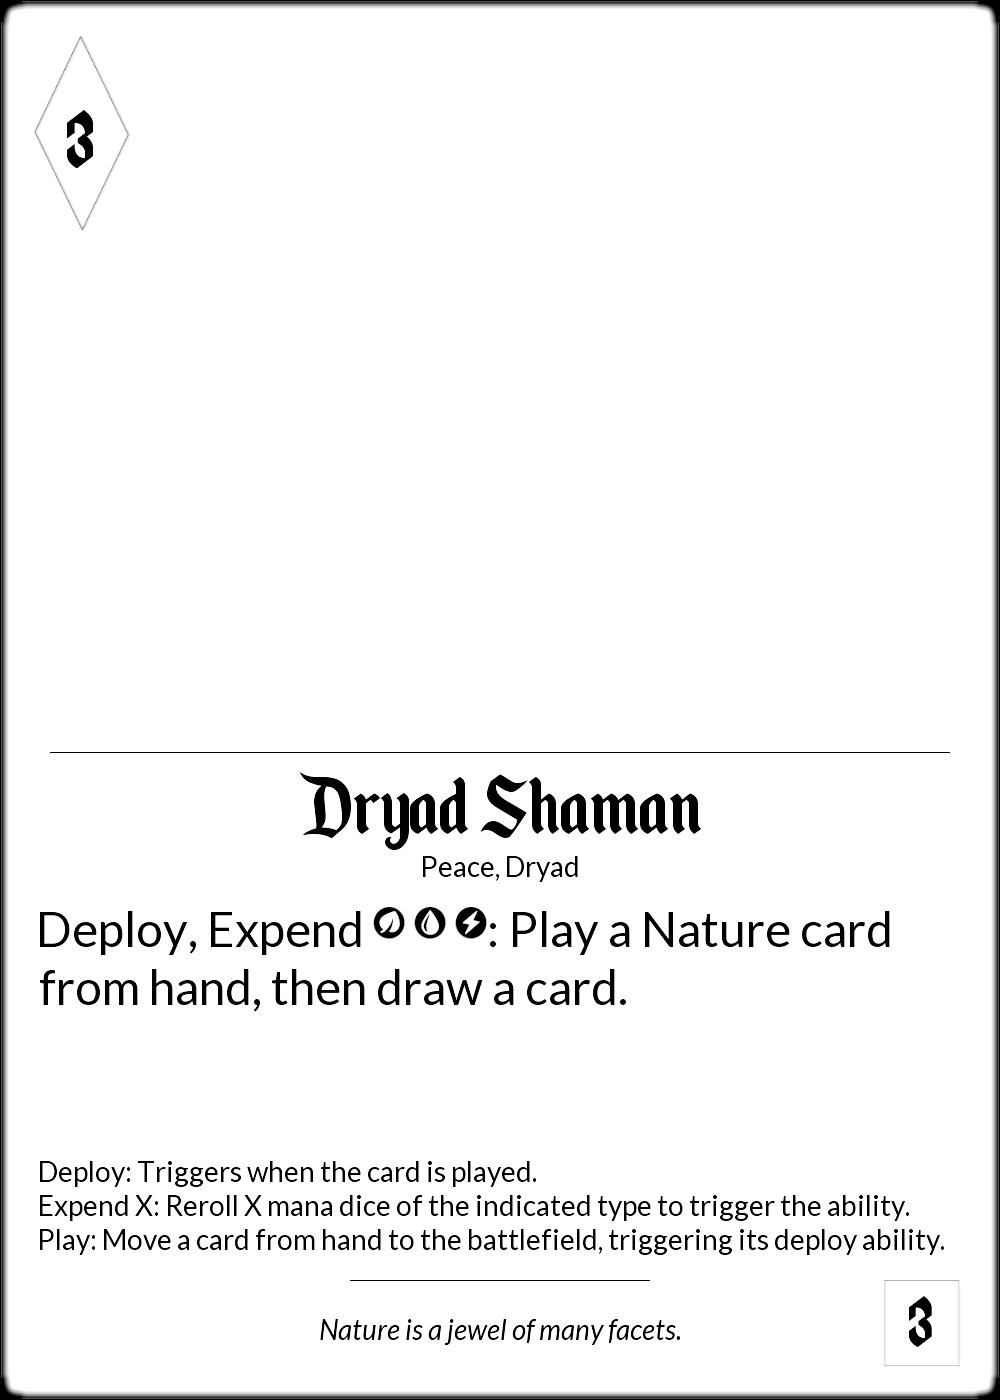 3
Dryad Shaman
Peace, Dryad
Deploy, Expend : Play a Nature card
from hand, then draw a card.
Deploy: Triggers when the card is played.
Expend X: Reroll X mana dice of the indicated type to trigger the ability.
Play: Move a card from hand to the battlefield, triggering its deploy ability.
Nature is a jewel of many facets.
3